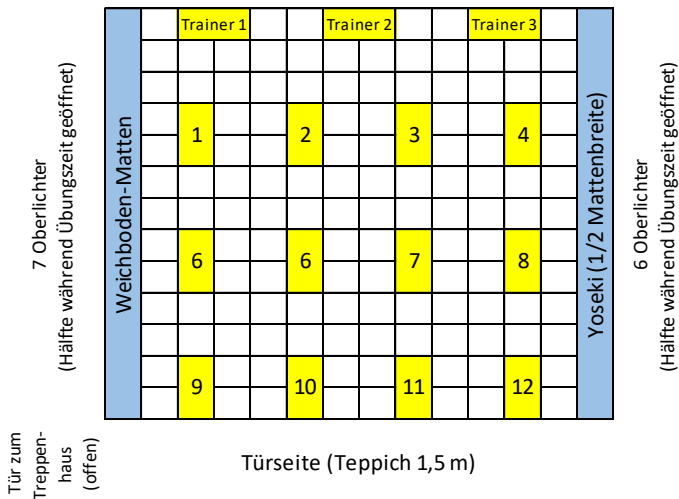 Trainer 1
Trainer 2
Trainer 3
7 Oberlichter
(Hälfte während Übungszeit geöffnet)
Weichboden-Matten
1
2
3
4
6
6
7
8
9
10
11
12
Yoseki (1/2 Mattenbreite)
6 Oberlichter
(Hälfte während Übungszeit geöffnet)
Tür zum
Treppen-
haus
(offen)
Türseite (Teppich 1,5 m)